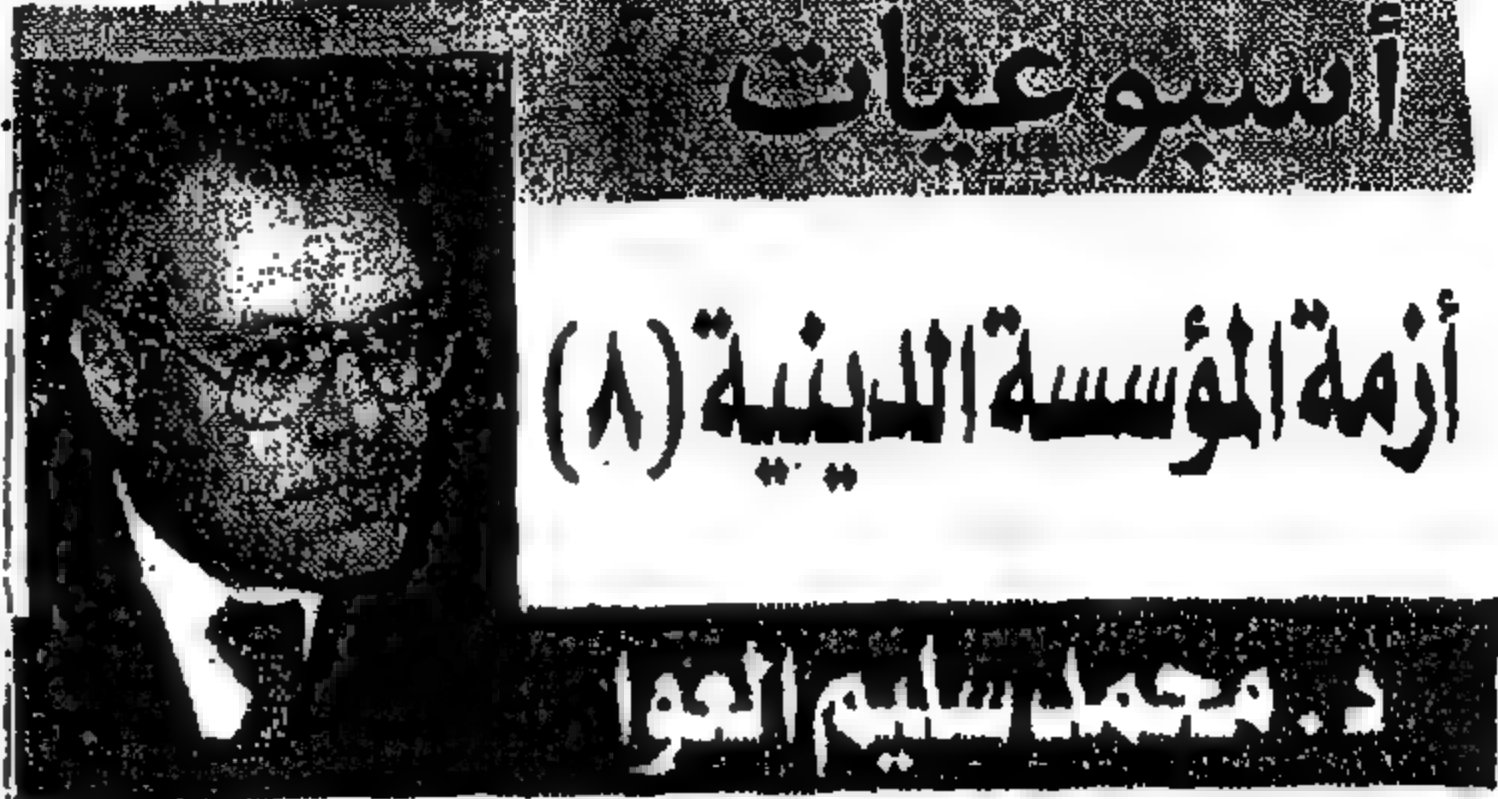 أسبوعيات
أزمة المؤسسة الدينية (٨)
د. محمد سليم العوا